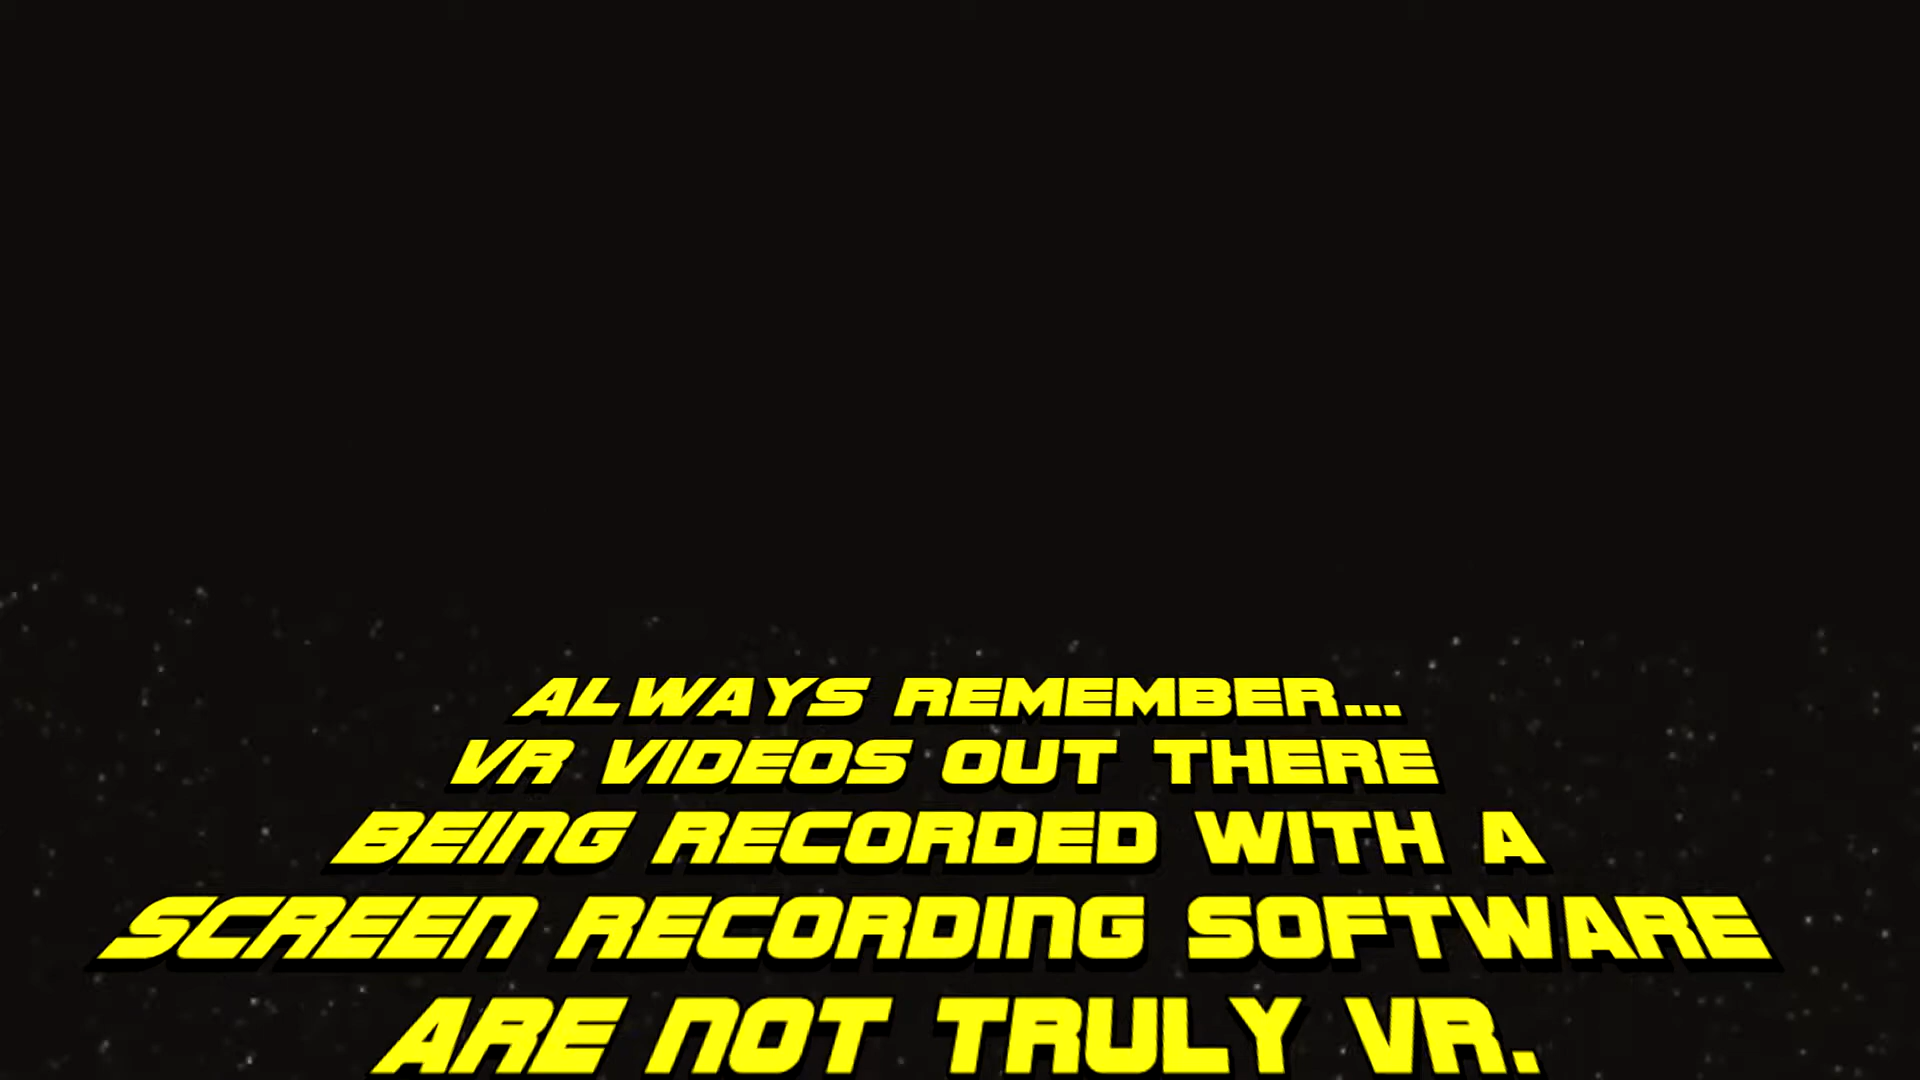 ALWAYS REMEMBER...
VR VIDEOS OUT THERE
BEING RECORDED WITH A
SCREEN RECORDING SOFTWARE
ARE NOT TRULY VR.